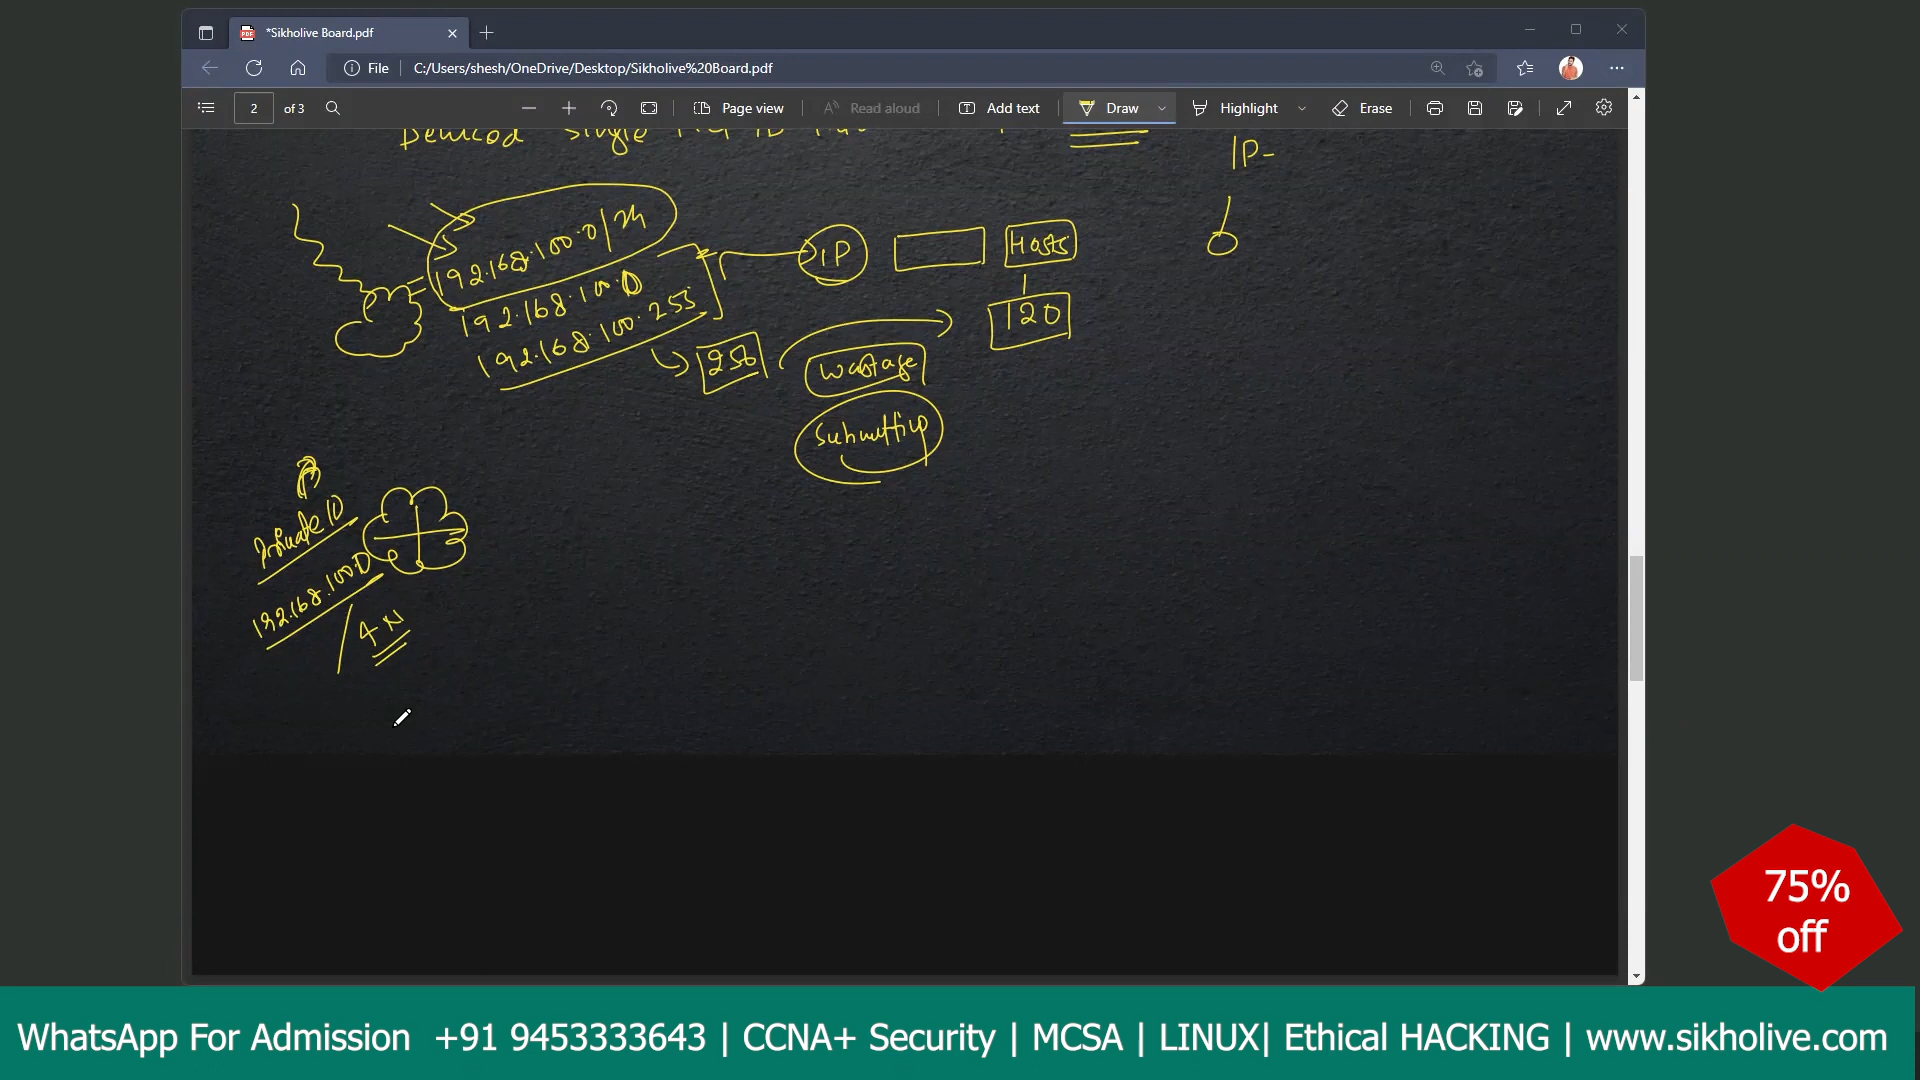 *Sikholive Board.pdf
File C:/Users/shesh/OneDrive/Desktop/Sikholive%20Board.pdf
2 of 3 Page view Read aloud Add text Draw Highlight Erase
single
IP-
192.168.100.0/24
IP
Hosts
192.168.100.0
192.168.100.255
256
120
wastage
Subnetting
Private ID
192.168.100.0
/ 4 N
75%
off
WhatsApp For Admission +91 9453333643 | CCNA+ Security | MCSA | LINUX| Ethical HACKING | www.sikholive.com